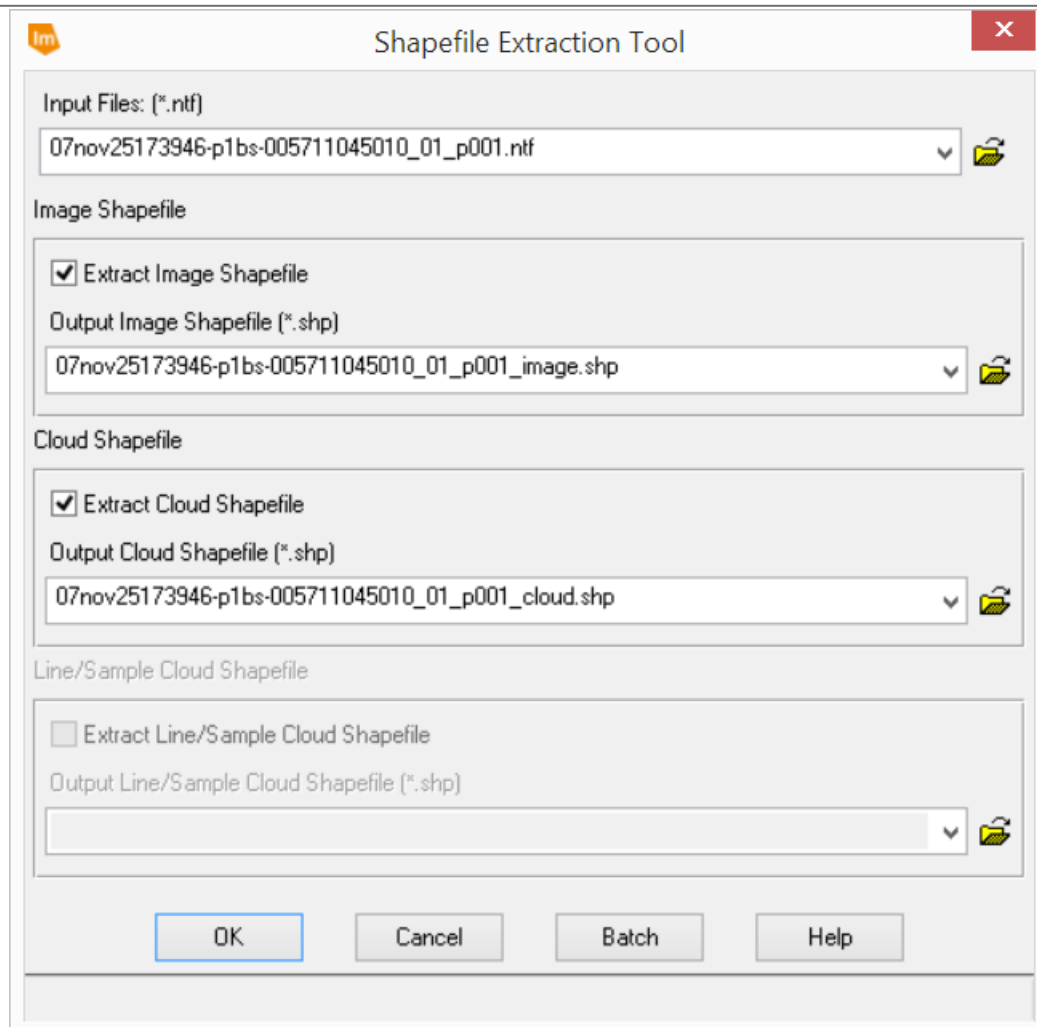 Im
Shapefile Extraction Tool
Input Files: (*.ntf)
07nov25173946-p1bs-005711045010_01_p001.ntf
Image Shapefile
Extract Image Shapefile
Output Image Shapefile (*.shp)
07nov25173946-p1bs-005711045010_01_p001_image.shp
Cloud Shapefile
Extract Cloud Shapefile
Output Cloud Shapefile (*.shp)
07nov25173946-p1bs-005711045010_01_p001_cloud.shp
Line/Sample Cloud Shapefile
Extract Line/Sample Cloud Shapefile
Output Line/Sample Cloud Shapefile (*.shp)
OK Cancel Batch Help